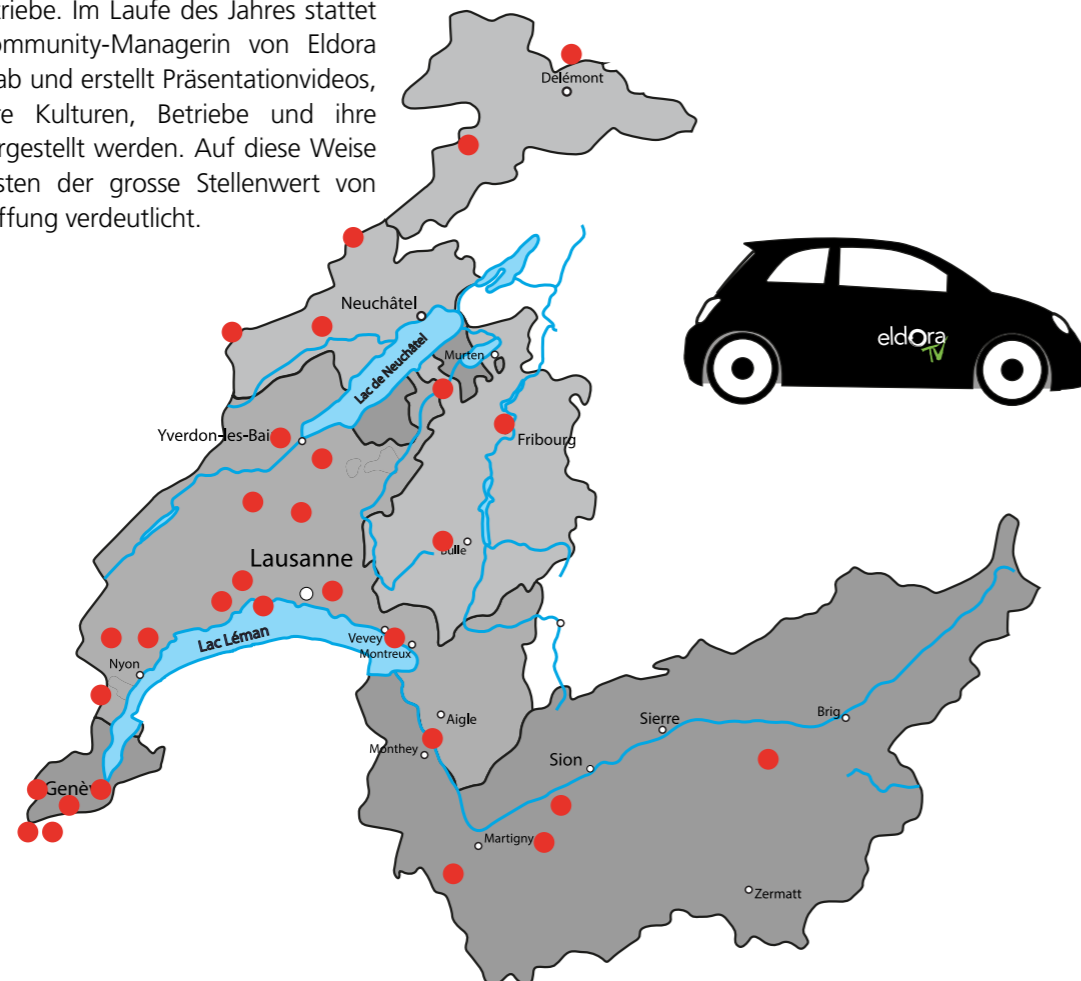 triebe. Im Laufe des Jahres stattet
ommunity-Managerin von Eldora
ab und erstellt Präsentationvideos,
re Kulturen, Betriebe und ihre
rgestellt werden. Auf diese Weise
sten der grosse Stellenwert von
ffung verdeutlicht.
Delémont
Neuchâtel
Lac de Neuchâtel
Murten
eldora
TV
Yverdon-les-Bai
Fribourg
Bulle
Lausanne
Lac Léman
Vevey
Montreux
Nyon
Aigle
Monthey
Sierre
Brig
Sion
Genè
Martigny
Zermatt